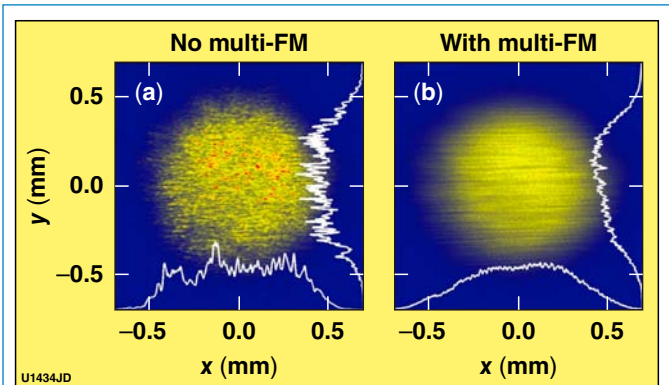 No multi-FM With multi-FM
(a) (b)
0.5
0.0
−0.5
y (mm)
−0.5 0.0 0.5 −0.5 0.0 0.5
x (mm) x (mm)
U1434JD